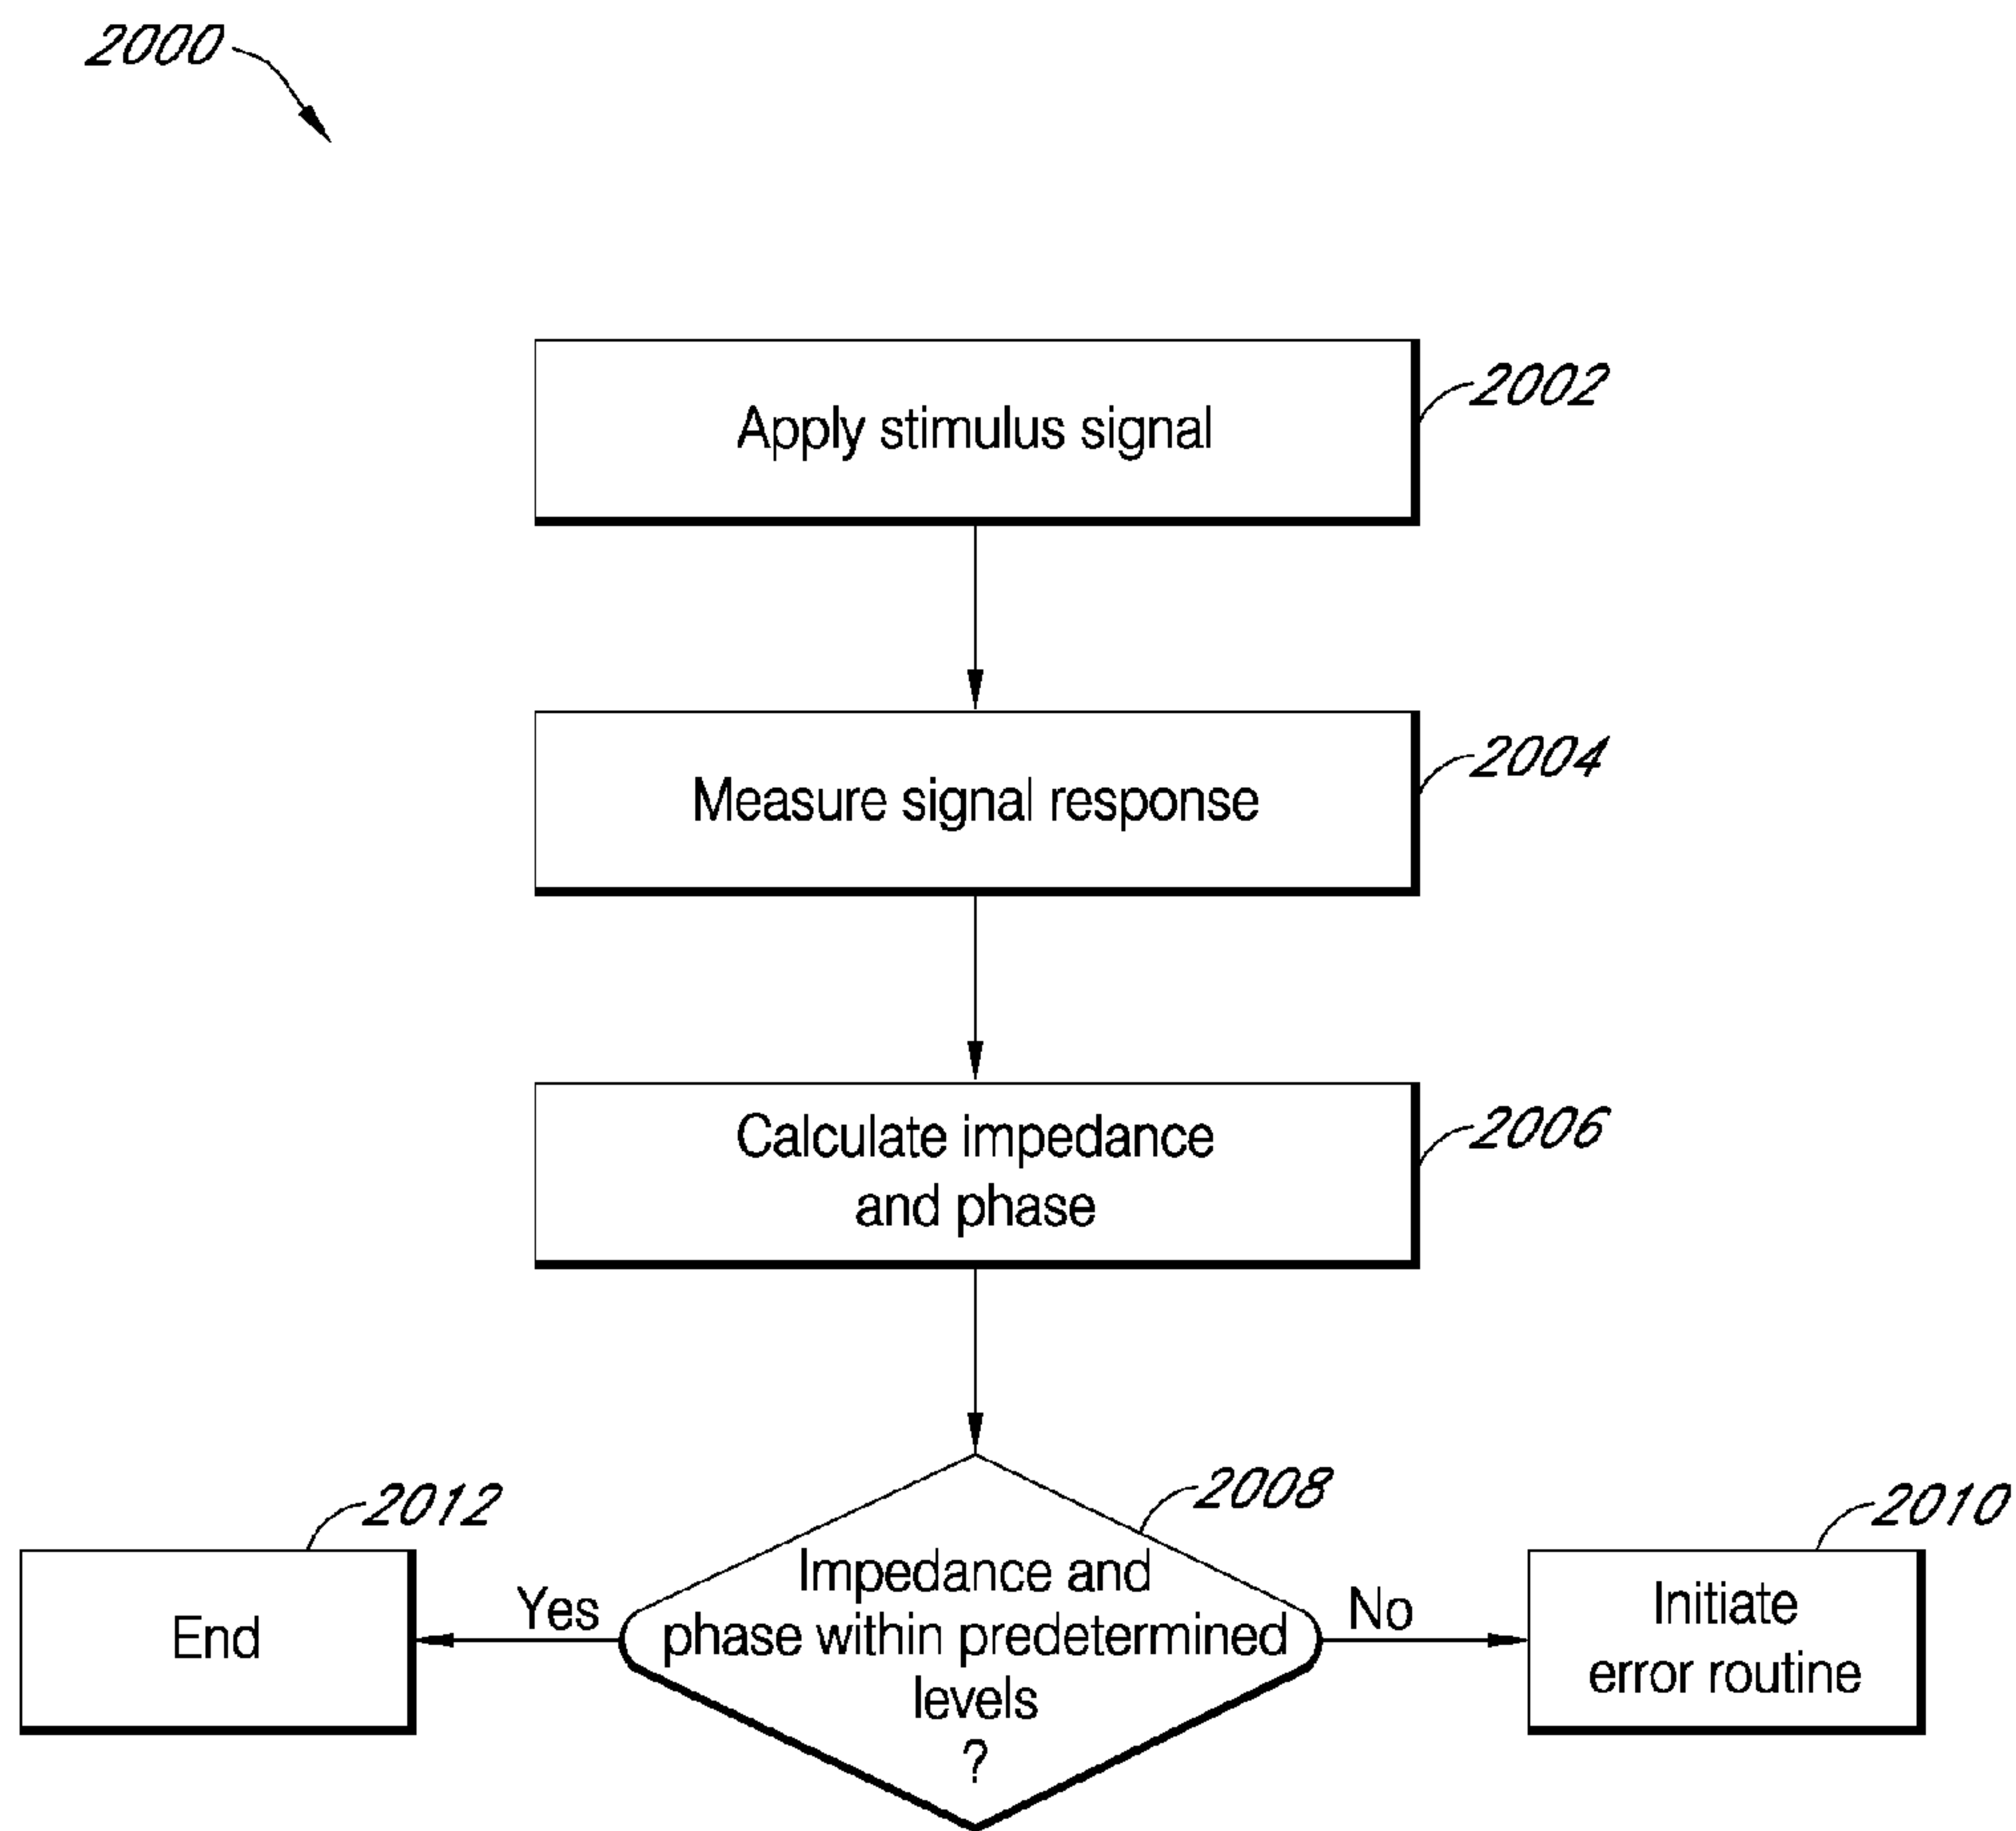 2000
Apply stimulus signal
2002
Measure signal response
2004
Calculate impedance
and phase
2006
2008
Impedance and
phase within predetermined
levels
?
Yes
2012
End
No
2010
Initiate
error routine